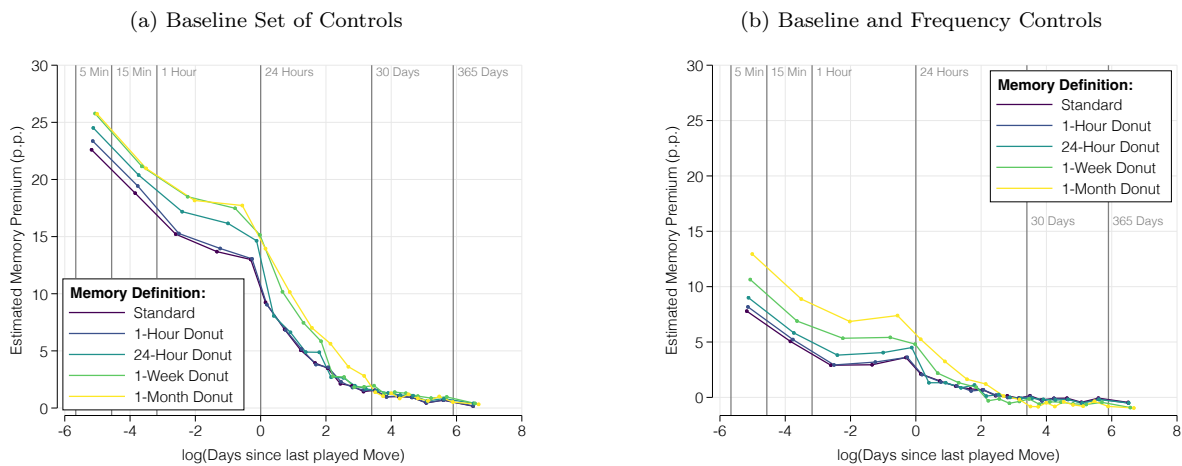 (a) Baseline Set of Controls
30
25
20
15
10
5
0
-6
-4
-2
0
2
4
6
8
5 Min
15 Min
1 Hour
24 Hours
30 Days
365 Days
Estimated Memory Premium (p.p.)
log(Days since last played Move)
Memory Definition:
Standard
1-Hour Donut
24-Hour Donut
1-Week Donut
1-Month Donut
(b) Baseline and Frequency Controls
30
25
20
15
10
5
0
-6
-4
-2
0
2
4
6
8
5 Min
15 Min
1 Hour
24 Hours
30 Days
365 Days
Estimated Memory Premium (p.p.)
log(Days since last played Move)
Memory Definition:
Standard
1-Hour Donut
24-Hour Donut
1-Week Donut
1-Month Donut